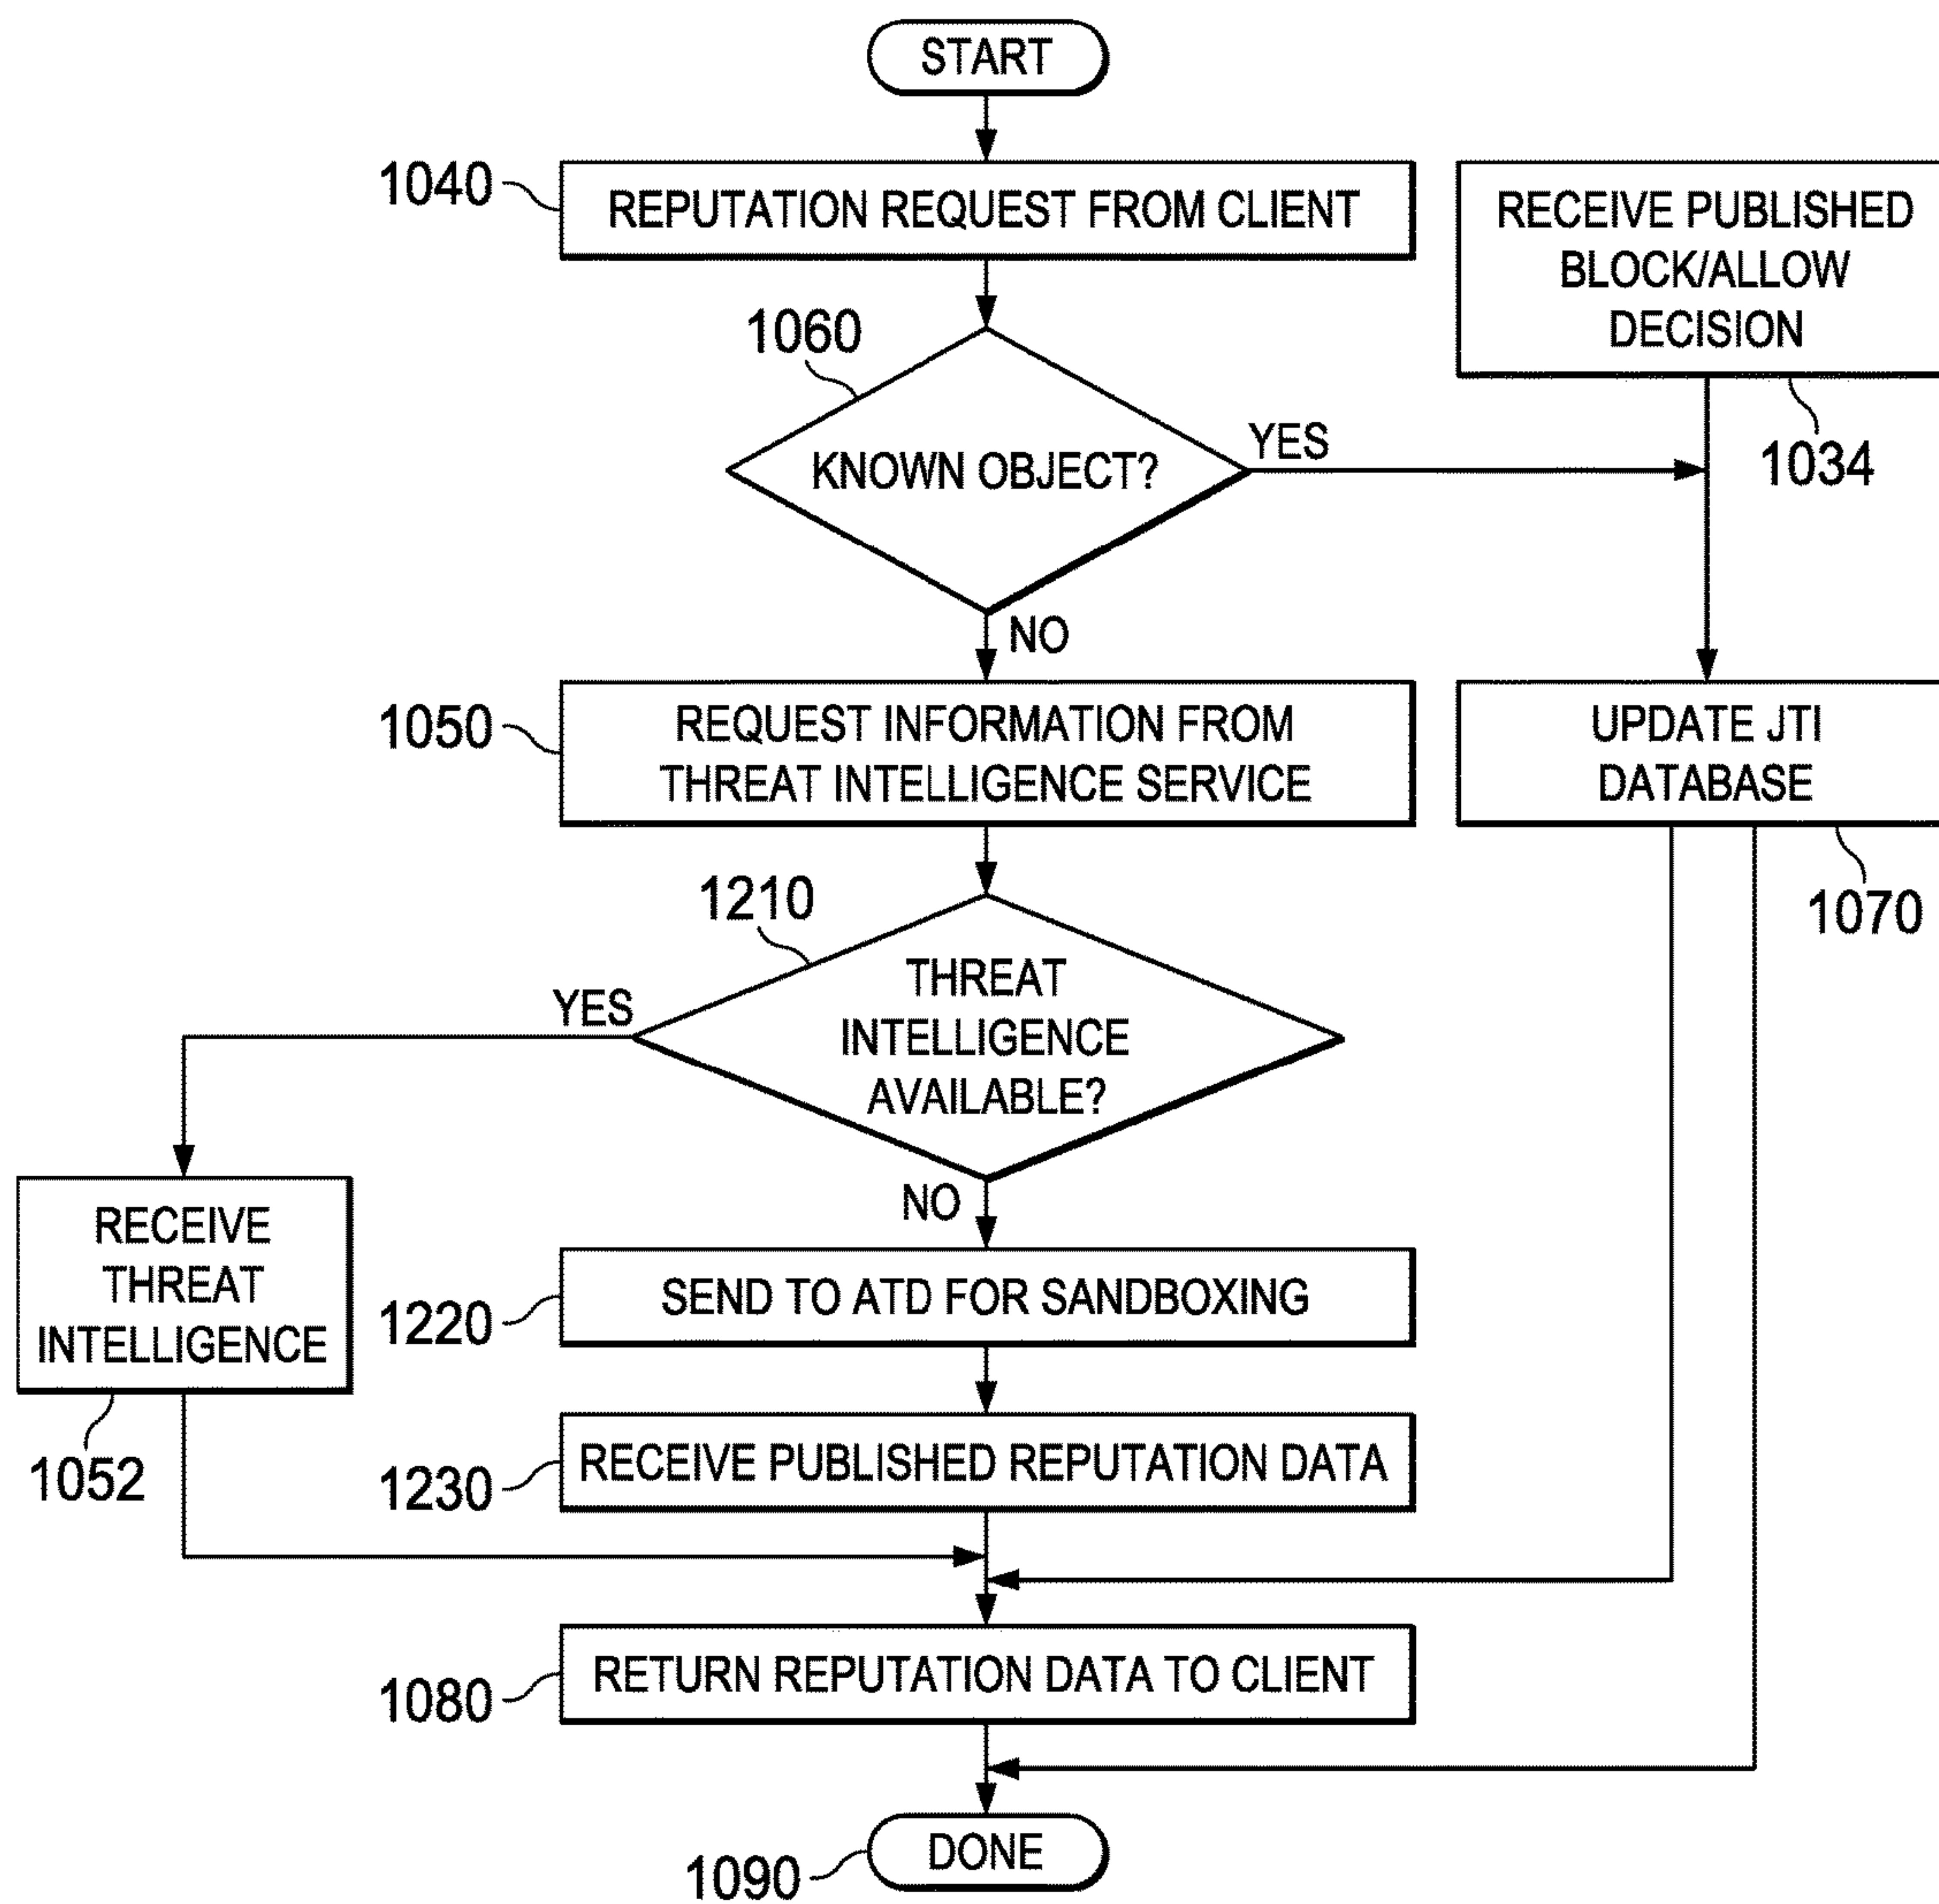 START
1040
REPUTATION REQUEST FROM CLIENT
RECEIVE PUBLISHED
BLOCK/ALLOW
DECISION
1034
1060
KNOWN OBJECT?
YES
NO
1050
REQUEST INFORMATION FROM
THREAT INTELLIGENCE SERVICE
UPDATE JTI
DATABASE
1070
1210
THREAT
INTELLIGENCE
AVAILABLE?
YES
NO
RECEIVE
THREAT
INTELLIGENCE
1052
1220
SEND TO ATD FOR SANDBOXING
1230
RECEIVE PUBLISHED REPUTATION DATA
1080
RETURN REPUTATION DATA TO CLIENT
1090
DONE